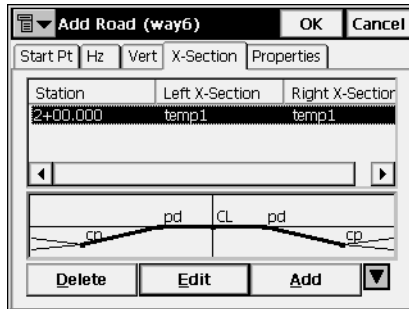 Add Road (way6) OK Cancel
Start Pt Hz Vert X-Section Properties
Station Left X-Section Right X-Section
2+00.000 temp1 temp1
pd CL pd
cp cp
Delete Edit Add